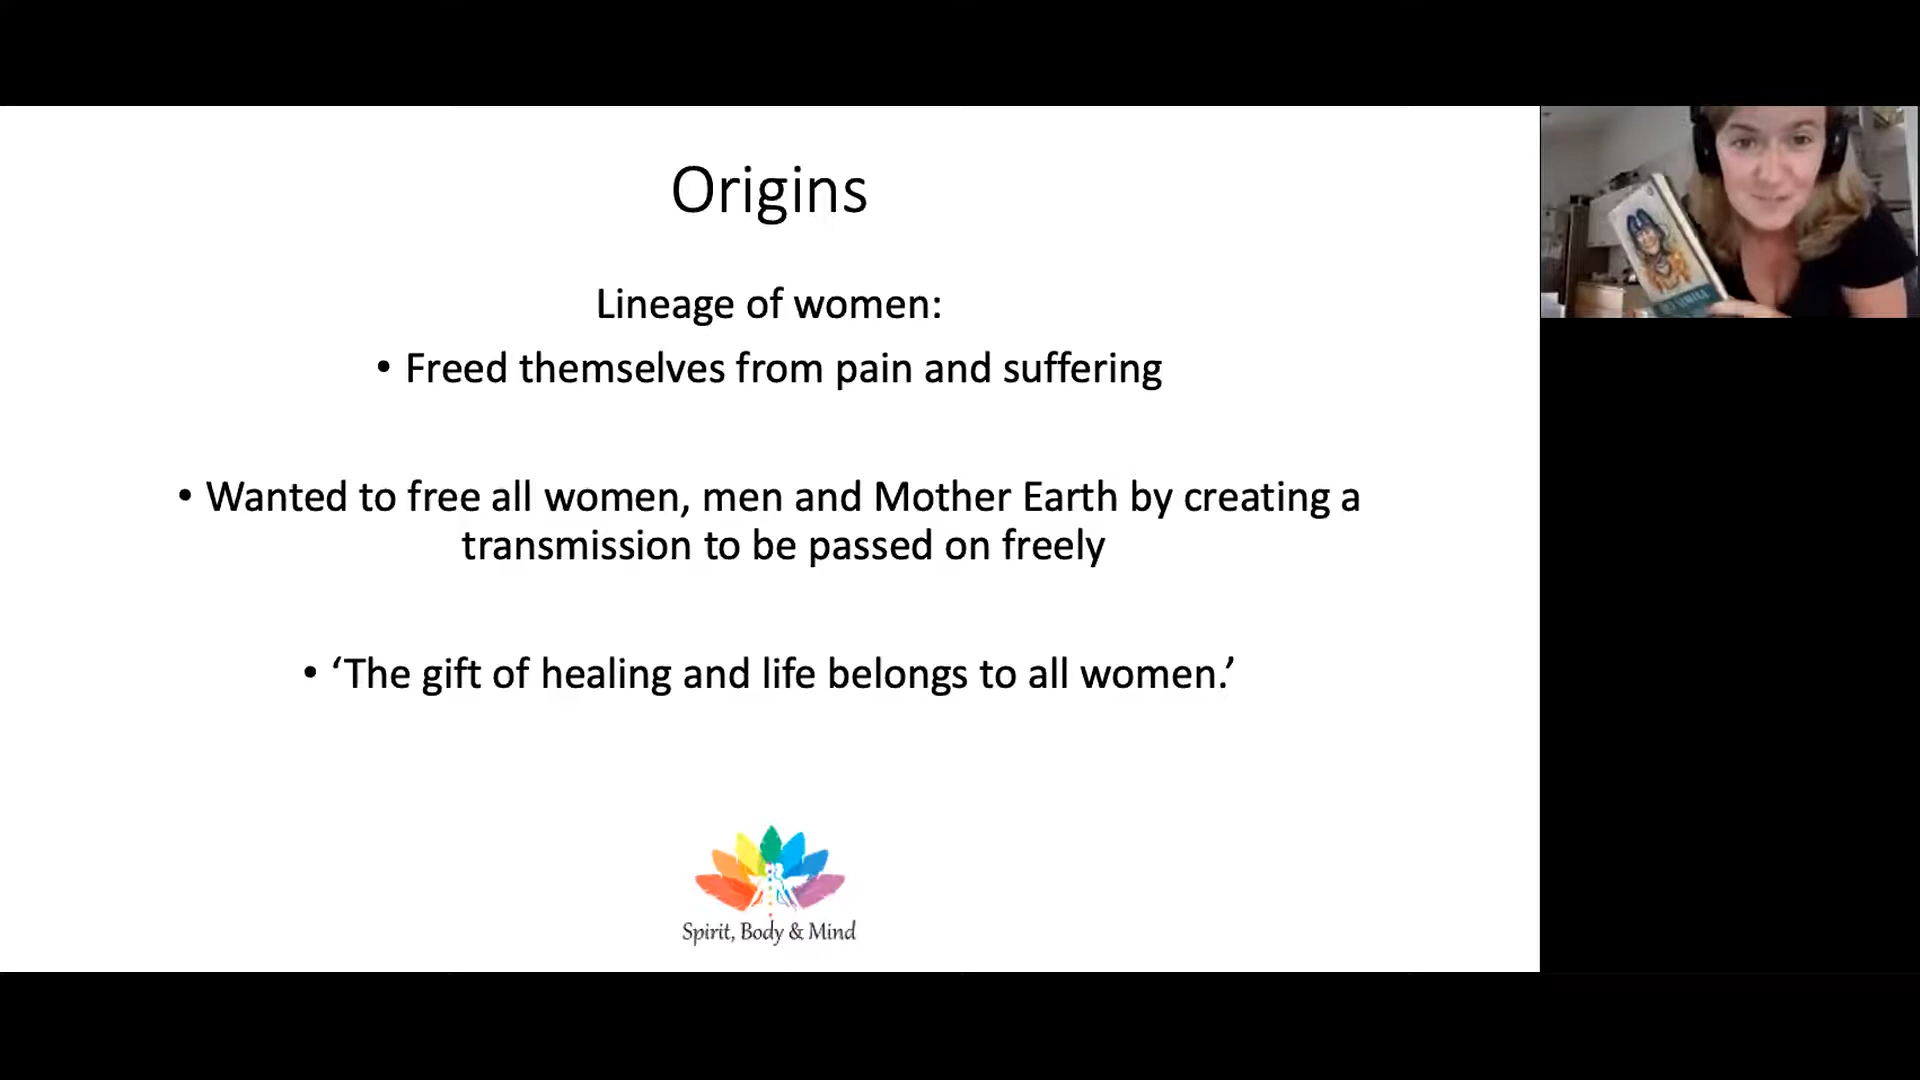 Origins
Lineage of women:
• Freed themselves from pain and suffering
• Wanted to free all women, men and Mother Earth by creating a
transmission to be passed on freely
• ‘The gift of healing and life belongs to all women.’
Spirit, Body & Mind